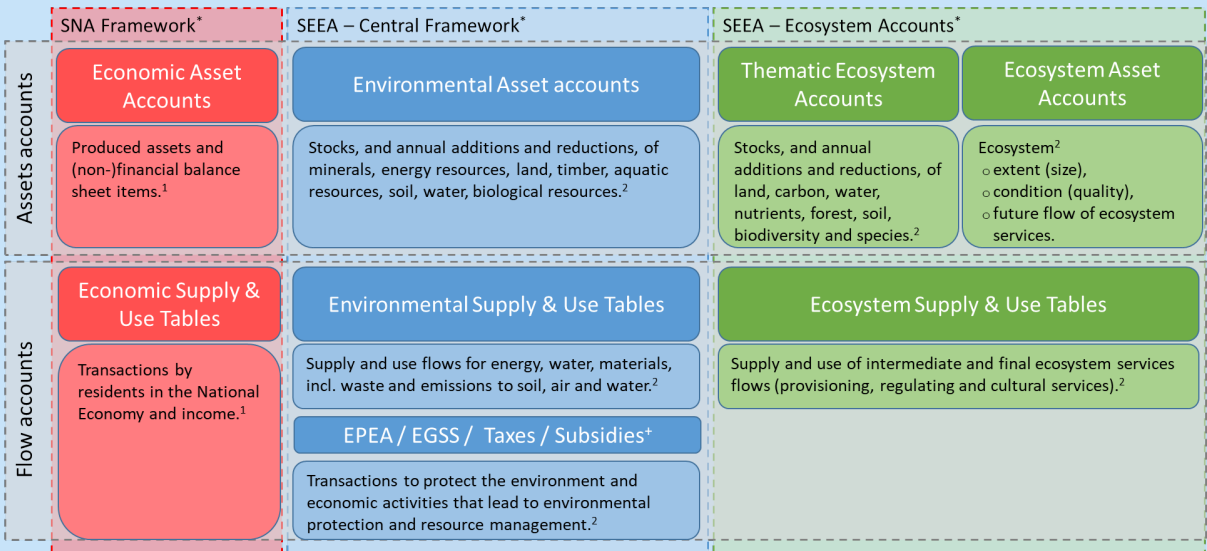 SNA Framework*
SEEA – Central Framework*
SEEA – Ecosystem Accounts*
Assets accounts
Economic Asset
Accounts
Produced assets and
(non-)financial balance
sheet items.¹
Environmental Asset accounts
Stocks, and annual additions and reductions, of
minerals, energy resources, land, timber, aquatic
resources, soil, water, biological resources.²
Thematic Ecosystem
Accounts
Stocks, and annual
additions and reductions, of
land, carbon, water,
nutrients, forest, soil,
biodiversity and species.²
Ecosystem Asset
Accounts
Ecosystem²
○ extent (size),
○ condition (quality),
○ future flow of ecosystem
services.
Flow accounts
Economic Supply &
Use Tables
Transactions by
residents in the National
Economy and income.¹
Environmental Supply & Use Tables
Supply and use flows for energy, water, materials,
incl. waste and emissions to soil, air and water.²
EPEA / EGSS / Taxes / Subsidies⁺
Transactions to protect the environment and
economic activities that lead to environmental
protection and resource management.²
Ecosystem Supply & Use Tables
Supply and use of intermediate and final ecosystem services
flows (provisioning, regulating and cultural services).²